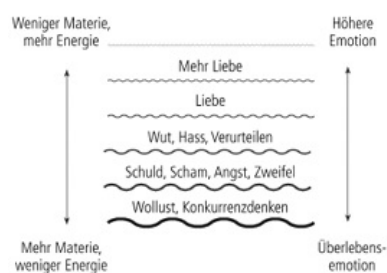 Weniger Materie,
mehr Energie
Höhere
Emotion
Mehr Liebe
Liebe
Wut, Hass, Verurteilen
Schuld, Scham, Angst, Zweifel
Wollust, Konkurrenzdenken
Mehr Materie,
weniger Energie
Überlebens-
emotion